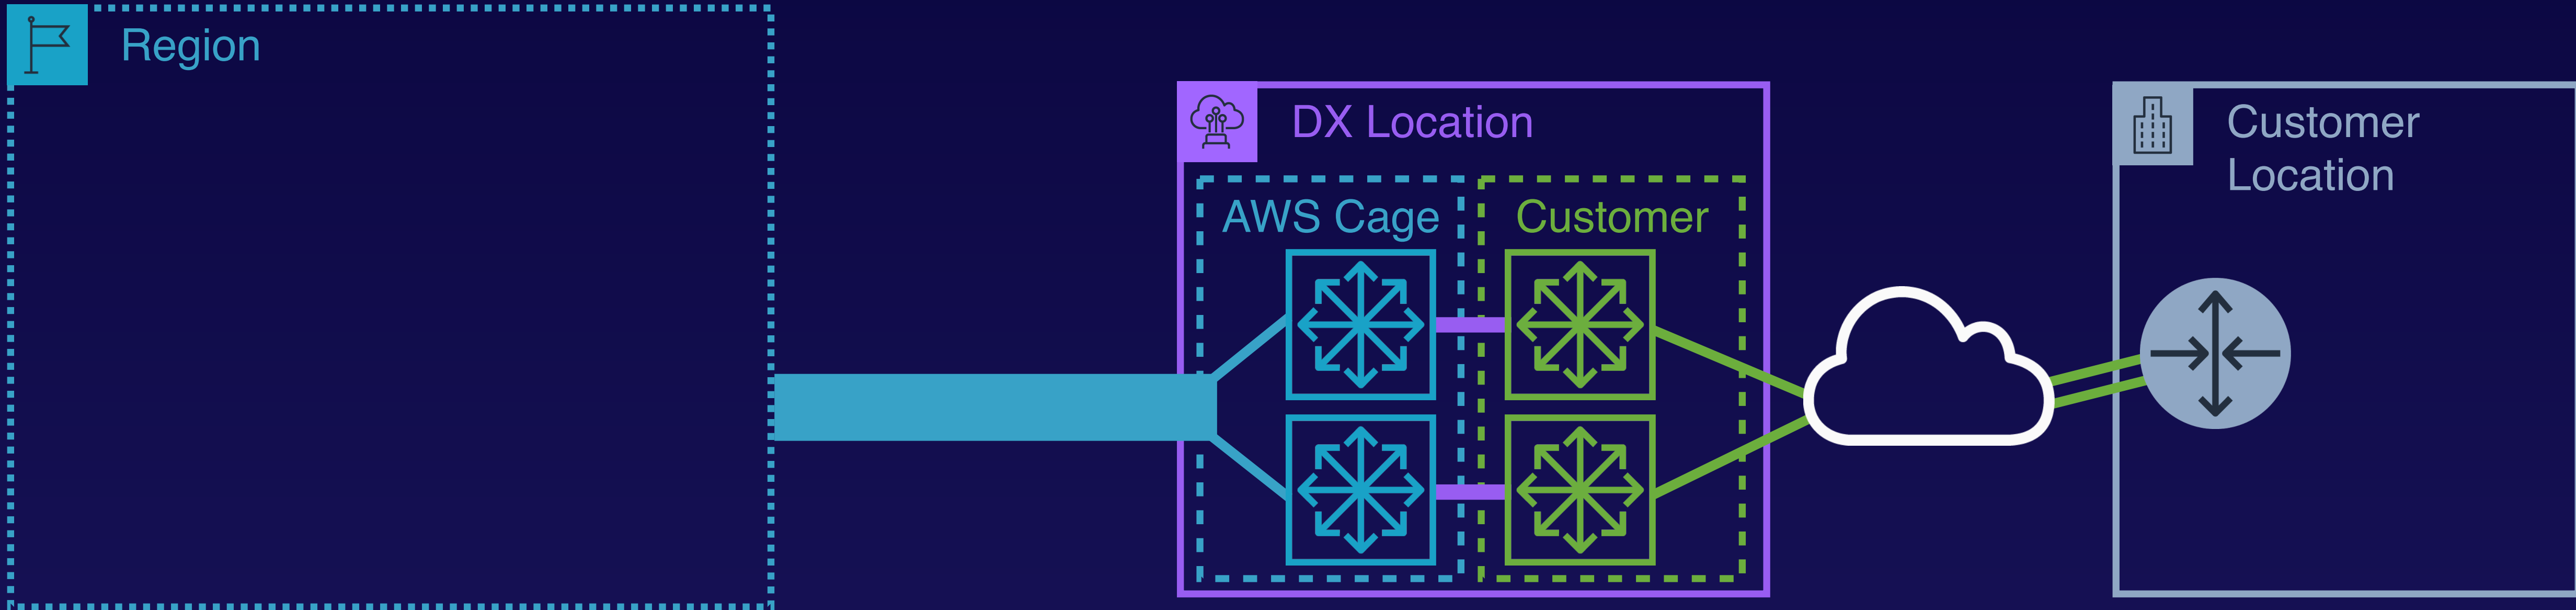 Region
DX Location
AWS Cage
Customer
Customer
Location